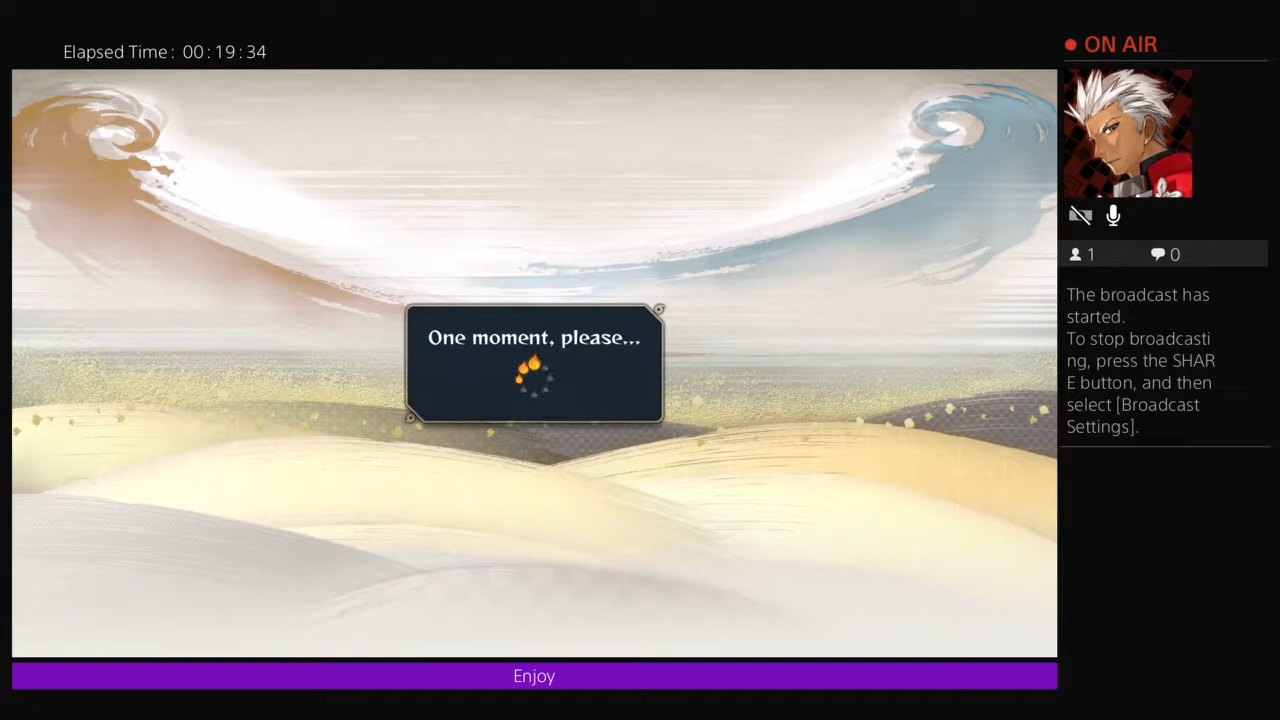 Elapsed Time: 00:19:34
ON AIR
1 0
One moment, please...
The broadcast has
started.
To stop broadcasti
ng, press the SHAR
E button, and then
select [Broadcast
Settings].
Enjoy